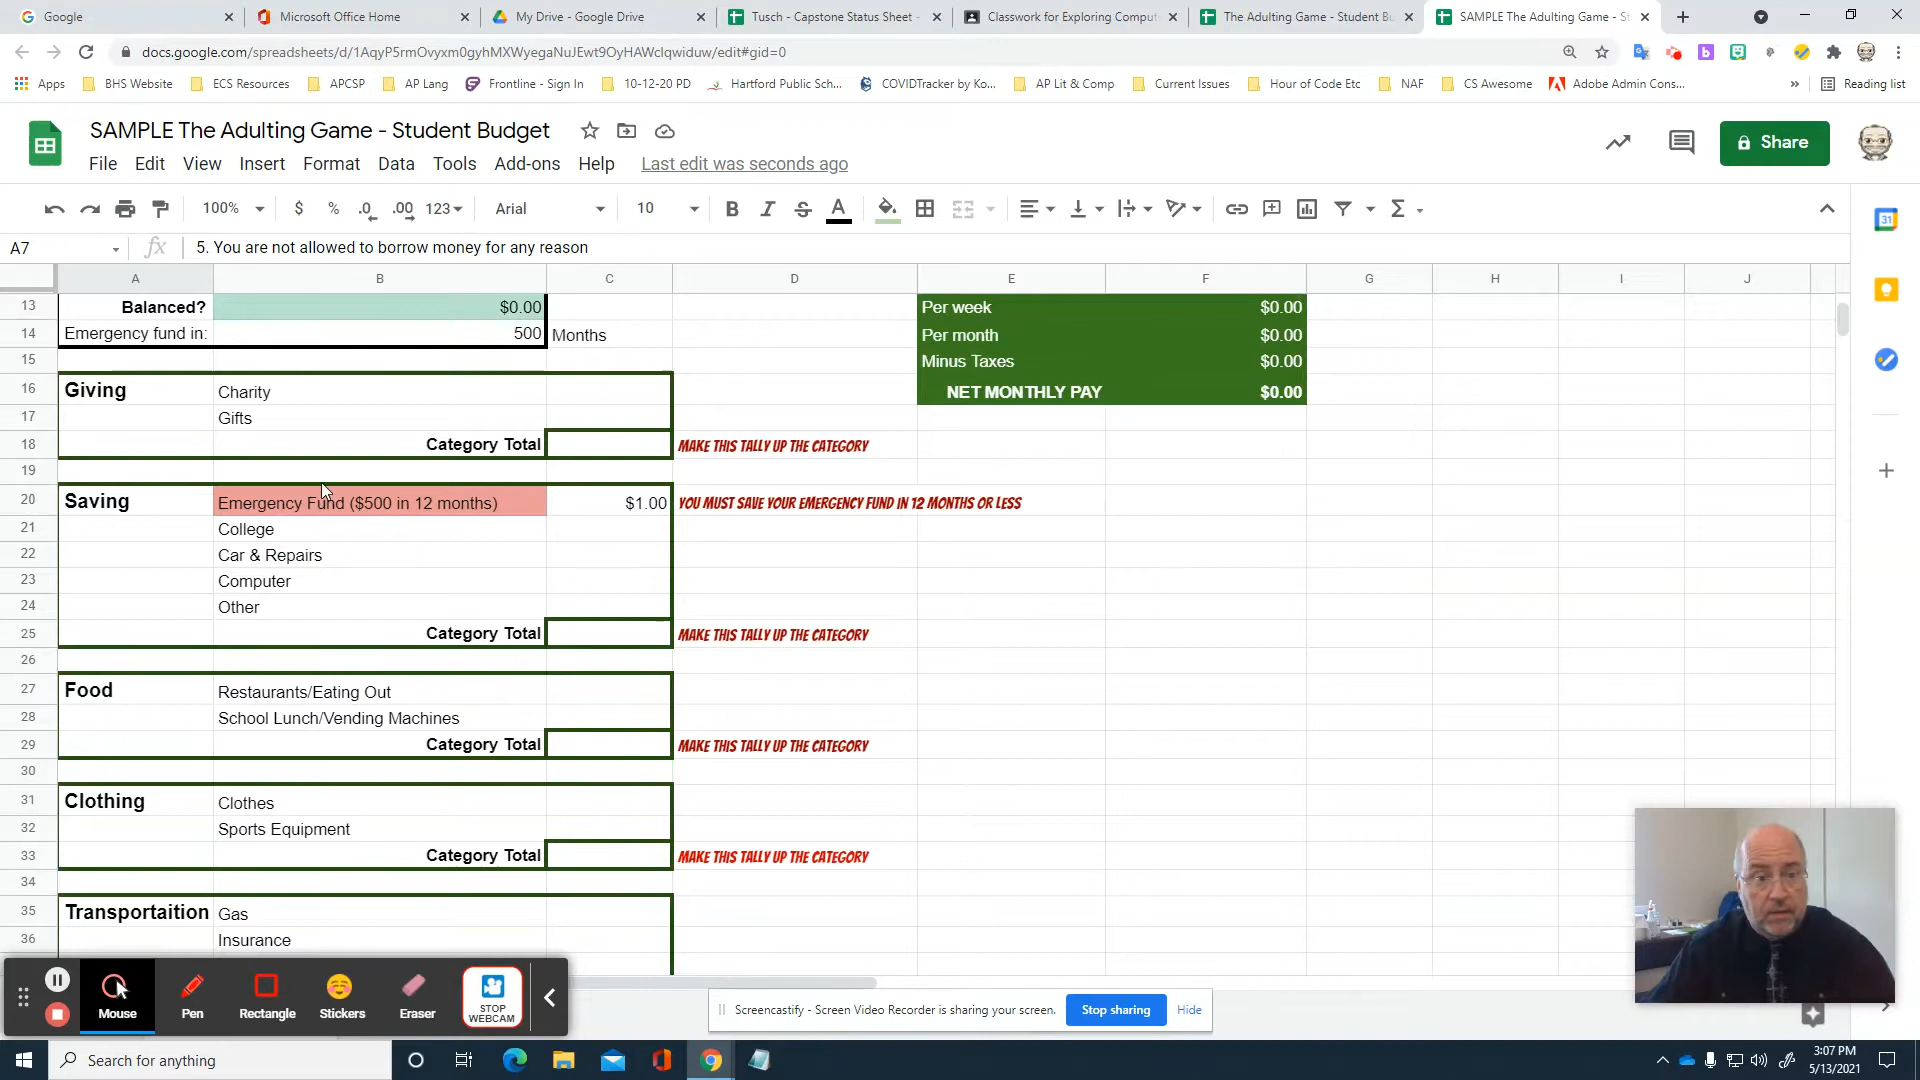 Google
Microsoft Office Home
My Drive - Google Drive
Tusch - Capstone Status Sheet -
Classwork for Exploring Comput
The Adulting Game - Student Bu
SAMPLE The Adulting Game - St
docs.google.com/spreadsheets/d/1AqyP5rmOvyxm0gyhMXWyegaNuJEwt9OyHAWclqwiduw/edit#gid=0
Apps
BHS Website
ECS Resources
APCSP
AP Lang
Frontline - Sign In
10-12-20 PD
Hartford Public Sch...
COVIDTracker by Ko...
AP Lit & Comp
Current Issues
Hour of Code Etc
NAF
CS Awesome
Adobe Admin Cons...
»
Reading list
SAMPLE The Adulting Game - Student Budget
Share
File Edit View Insert Format Data Tools Add-ons Help Last edit was seconds ago
100% $ % .0 .00 123 Arial 10 B I S A Σ
A7 fx 5. You are not allowed to borrow money for any reason
A B C D E F G H I J
13 Balanced? $0.00 Per week $0.00
14 Emergency fund in: 500 Months Per month $0.00
15 Minus Taxes $0.00
16 Giving Charity NET MONTHLY PAY $0.00
17 Gifts
18 Category Total MAKE THIS TALLY UP THE CATEGORY
19
20 Saving Emergency Fund ($500 in 12 months) $1.00 YOU MUST SAVE YOUR EMERGENCY FUND IN 12 MONTHS OR LESS
21 College
22 Car & Repairs
23 Computer
24 Other
25 Category Total MAKE THIS TALLY UP THE CATEGORY
26
27 Food Restaurants/Eating Out
28 School Lunch/Vending Machines
29 Category Total MAKE THIS TALLY UP THE CATEGORY
30
31 Clothing Clothes
32 Sports Equipment
33 Category Total MAKE THIS TALLY UP THE CATEGORY
34
35 Transportaition Gas
36 Insurance
Mouse
Pen
Rectangle
Stickers
Eraser
STOP
WEBCAM
Screencastify - Screen Video Recorder is sharing your screen.
Stop sharing
Hide
Search for anything
3:07 PM
5/13/2021